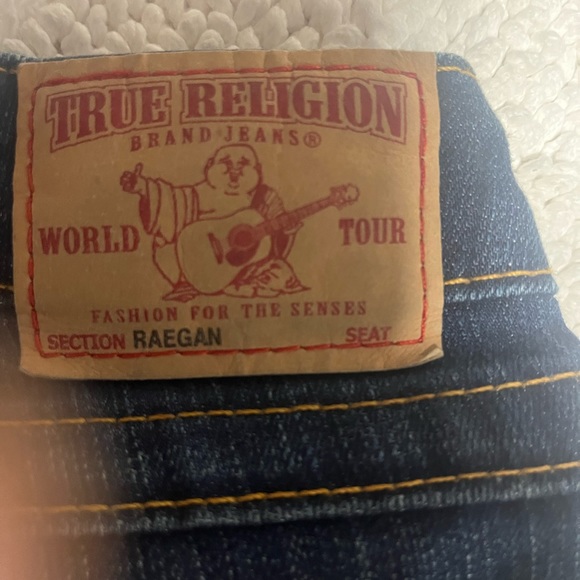 TRUE RELIGION
BRAND JEANS®
WORLD TOUR
FASHION FOR THE SENSES
SECTION RAEGAN SEAT